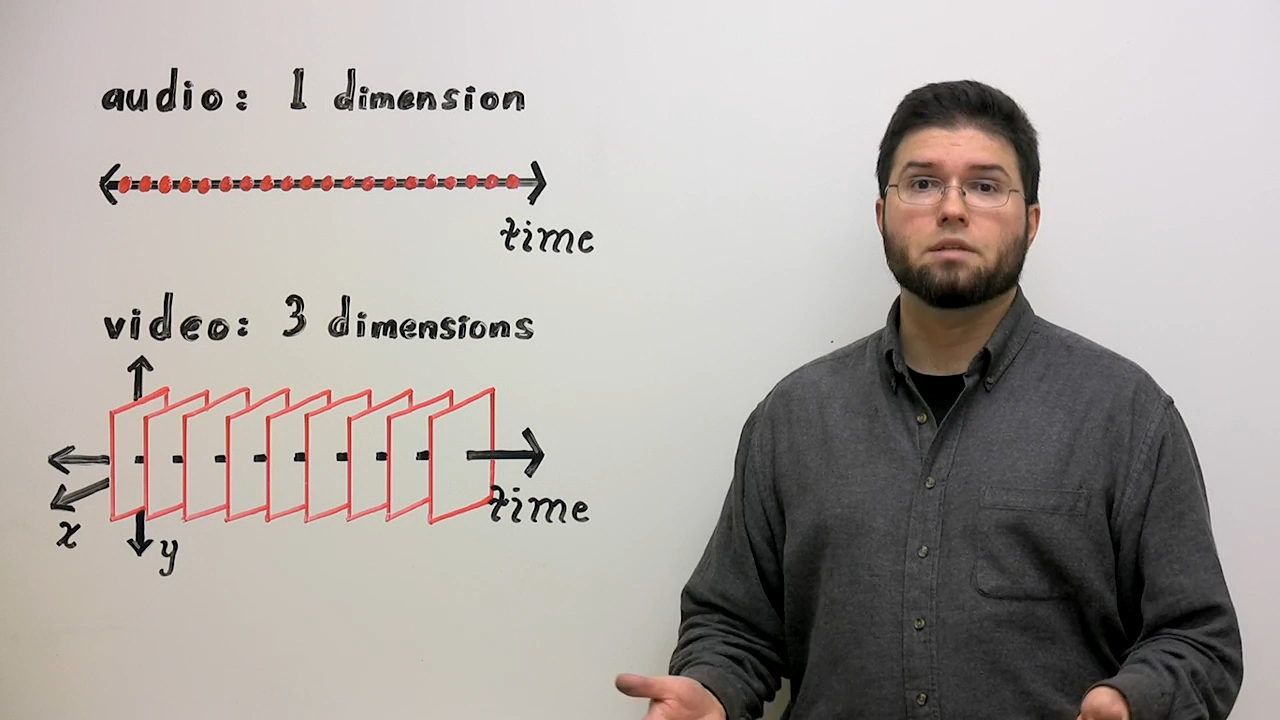 audio: 1 dimension
time
video: 3 dimensions
time
x
y